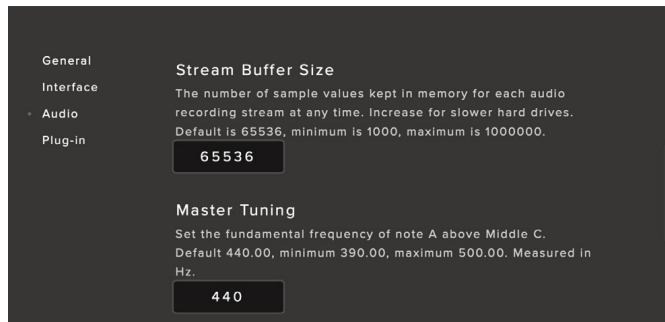 General
Interface
Audio
Plug-in
Stream Buffer Size
The number of sample values kept in memory for each audio
recording stream at any time. Increase for slower hard drives.
Default is 65536, minimum is 1000, maximum is 1000000.
65536
Master Tuning
Set the fundamental frequency of note A above Middle C.
Default 440.00, minimum 390.00, maximum 500.00. Measured in
Hz.
440